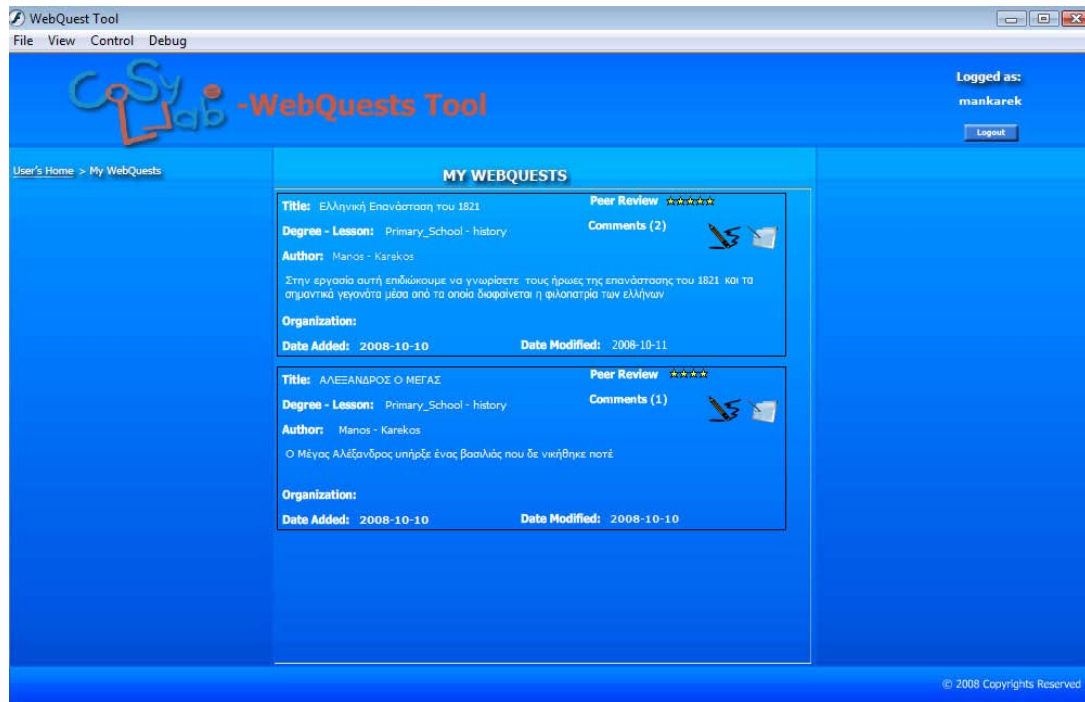 WebQuest Tool
File View Control Debug
CoSy Lab -WebQuests Tool
Logged as:
mankarek
Logout
User's Home > My WebQuests
MY WEBQUESTS
Title: Ελληνική Επανάσταση του 1821 Peer Review
Degree - Lesson: Primary_School - history Comments (2)
Author: Manos - Karekos
Στην εργασία αυτή επιδιώκουμε να γνωρίσετε τους ήρωες της επανάστασης του 1821 και τα
σημαντικά γεγονότα μέσα από τα οποία διαφαίνεται η φιλοπατρία των ελλήνων
Organization:
Date Added: 2008-10-10 Date Modified: 2008-10-11
Title: ΑΛΕΞΑΝΔΡΟΣ Ο ΜΕΓΑΣ Peer Review
Degree - Lesson: Primary_School - history Comments (1)
Author: Manos - Karekos
Ο Μέγας Αλέξανδρος υπήρξε ένας βασιλιάς που δε νικήθηκε ποτέ
Organization:
Date Added: 2008-10-10 Date Modified: 2008-10-10
© 2008 Copyrights Reserved